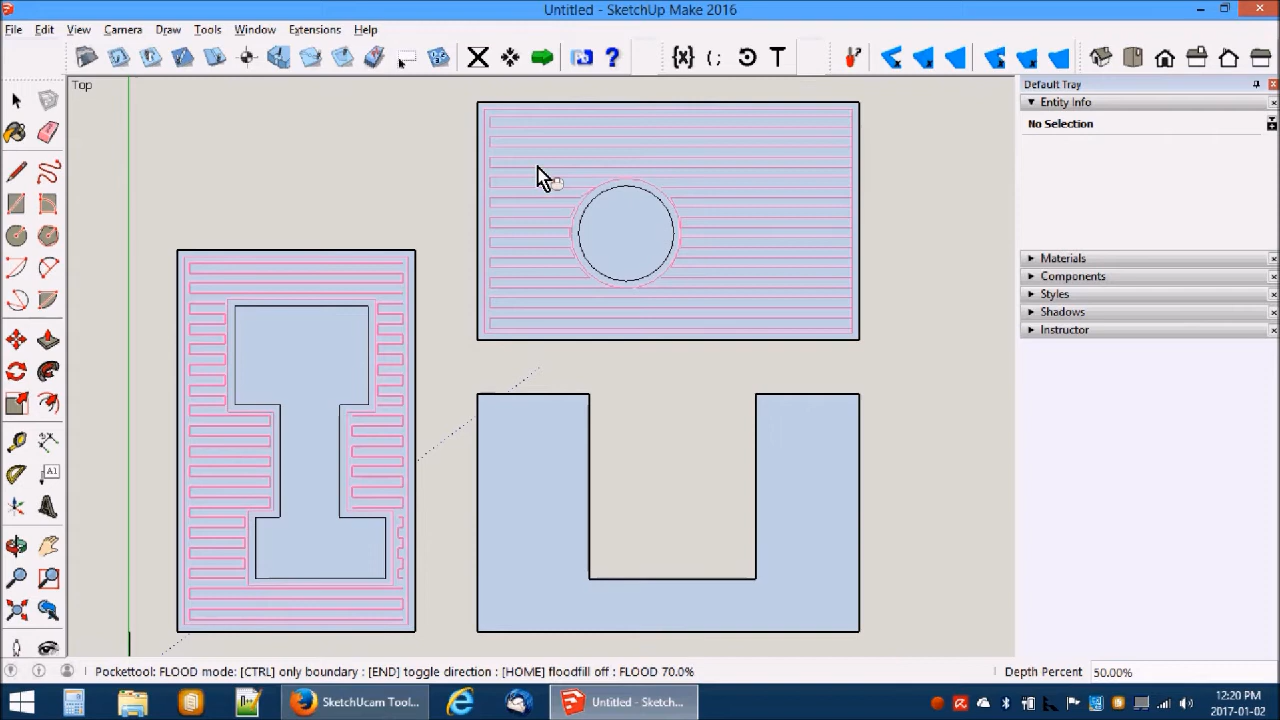 Untitled - SketchUp Make 2016
File Edit View Camera Draw Tools Window Extensions Help
Top
Default Tray
Entity Info
No Selection
Materials
Components
Styles
Shadows
Instructor
A1
Pockettool: FLOOD mode: [CTRL] only boundary : [END] toggle direction : [HOME] floodfill off : FLOOD 70.0%
Depth Percent 50.00%
SketchUcam Tool...
Untitled - Sketch...
12:20 PM
2017-01-02